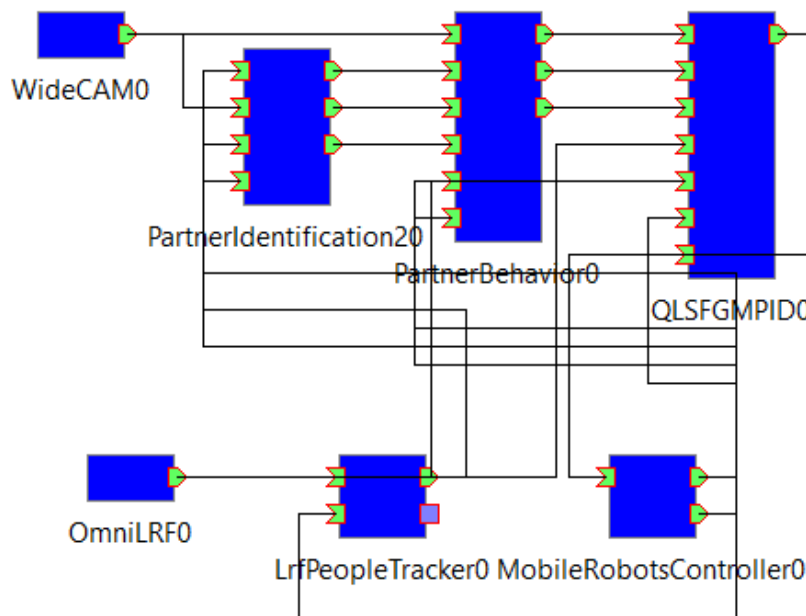 WideCAM0
PartnerIdentification20
PartnerBehavior0
QLSFGMPID0
OmniLRF0
LrfPeopleTracker0
MobileRobotsController0